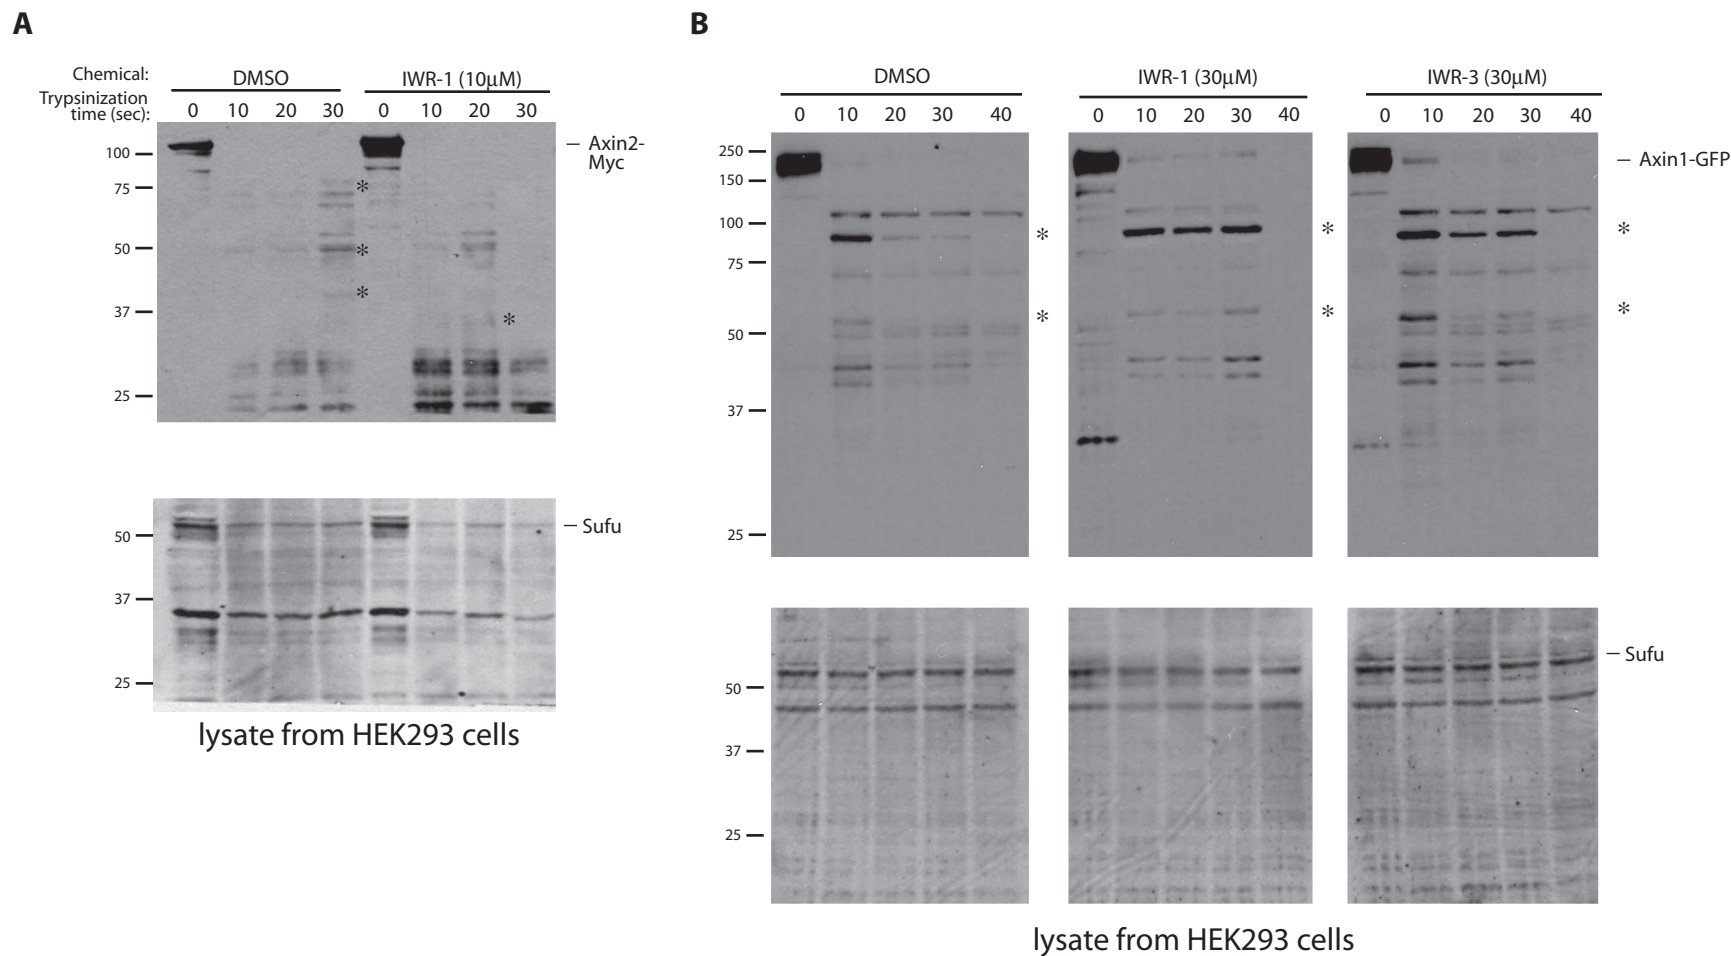 A
Chemical:
DMSO
IWR-1 (10μM)
Trypsinization
time (sec):
0 10 20 30 0 10 20 30
100
75
50
37
25
Axin2-
Myc
*
*
*
*
50
37
25
Sufu
lysate from HEK293 cells
B
DMSO
IWR-1 (30μM)
IWR-3 (30μM)
0 10 20 30 40
0 10 20 30 40
0 10 20 30 40
250
150
100
75
50
37
25
Axin1-GFP
* * *
* * *
50
37
25
Sufu
lysate from HEK293 cells